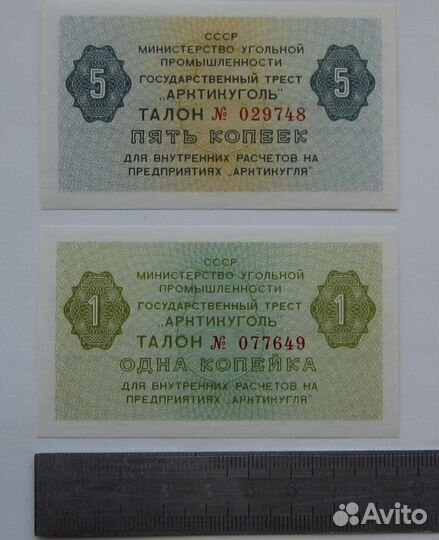 СССР
МИНИСТЕРСТВО УГОЛЬНОЙ
ПРОМЫШЛЕННОСТИ
ГОСУДАРСТВЕННЫЙ ТРЕСТ
5 „АРКТИКУГОЛЬ" 5
ТАЛОН № 029748
ПЯТЬ КОПЕЕК
ДЛЯ ВНУТРЕННИХ РАСЧЕТОВ НА
ПРЕДПРИЯТИЯХ „АРКТИКУГЛЯ"
СССР
МИНИСТЕРСТВО УГОЛЬНОЙ
ПРОМЫШЛЕННОСТИ
ГОСУДАРСТВЕННЫЙ ТРЕСТ
1 „АРКТИКУГОЛЬ" 1
ТАЛОН № 077649
ОДНА КОПЕЙКА
ДЛЯ ВНУТРЕННИХ РАСЧЕТОВ НА
ПРЕДПРИЯТИЯХ „АРКТИКУГЛЯ"
Avito